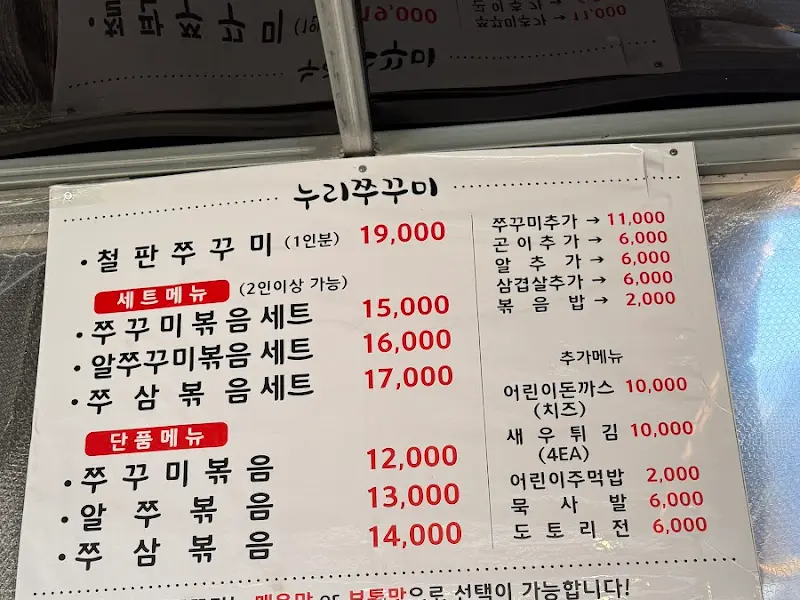 누리쭈꾸미
· 철판쭈꾸미 (1인분) 19,000
세트메뉴 (2인이상 가능)
· 쭈꾸미볶음세트 15,000
· 알쭈꾸미볶음세트 16,000
· 쭈삼볶음세트 17,000
단품메뉴
· 쭈꾸미볶음 12,000
· 알쭈볶음 13,000
· 쭈삼볶음 14,000
쭈꾸미추가 → 11,000
곤이추가 → 6,000
알추가 → 6,000
삼겹살추가 → 6,000
볶음밥 → 2,000
추가메뉴
어린이돈까스 10,000
(치즈)
새우튀김 10,000
(4EA)
어린이주먹밥 2,000
묵사발 6,000
도토리전 6,000
매운맛 or 보통맛으로 선택이 가능합니다!